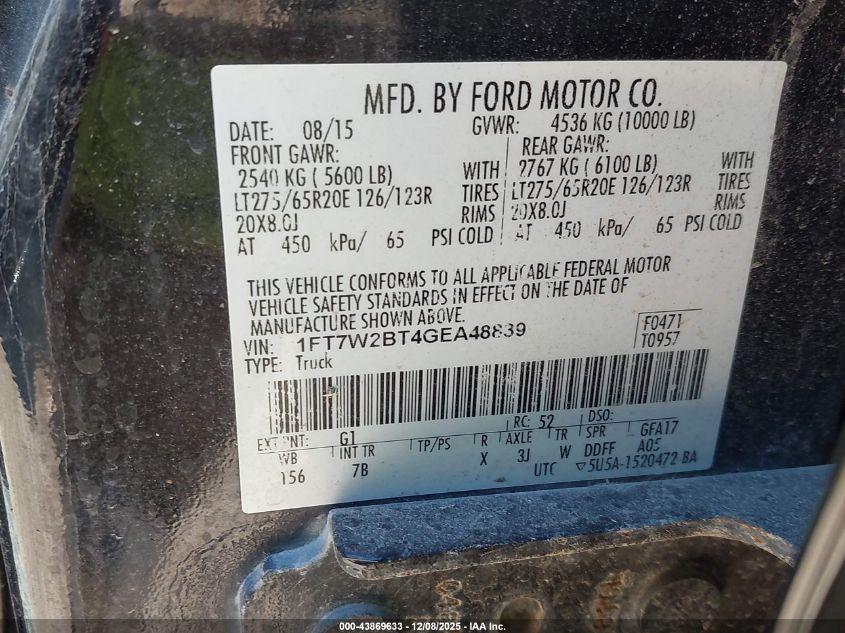 MFD. BY FORD MOTOR CO.
DATE: 08/15 GVWR: 4536 KG (10000 LB)
FRONT GAWR: REAR GAWR:
2540 KG ( 5600 LB) WITH 2767 KG ( 6100 LB) WITH
LT275/65R20E 126/123R TIRES LT275/65R20E 126/123R TIRES
20X8.0J RIMS 20X8.0J RIMS
AT 450 kPa/ 65 PSI COLD AT 450 kPa/ 65 PSI COLD
THIS VEHICLE CONFORMS TO ALL APPLICABLE FEDERAL MOTOR
VEHICLE SAFETY STANDARDS IN EFFECT ON THE DATE OF
MANUFACTURE SHOWN ABOVE.
VIN: 1FT7W2BT4GEA48839 F0471
TYPE: Truck T0957
EXT PNT: G1 RC: 52 DSO:
WB INT TR TP/PS R AXLE TR SPR GFA17
156 7B X 3J W DDFF A05
UTC ▽5U5A-1520472 BA
000-43869633 - 12/08/2025 - IAA Inc.